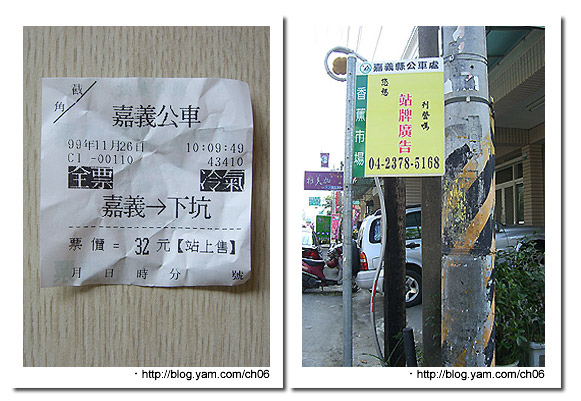 截
角
嘉義公車
99年11月26日 10:09:49
C1 -00110 43410
全票 冷氣
嘉義→下坑
票價 = 32 元【站上售】
月 日 時 分 號
‧http://blog.yam.com/ch06
嘉義縣公車處
香蕉市場
您想
刊登嗎
站牌廣告
04-2378-5168
‧http://blog.yam.com/ch06